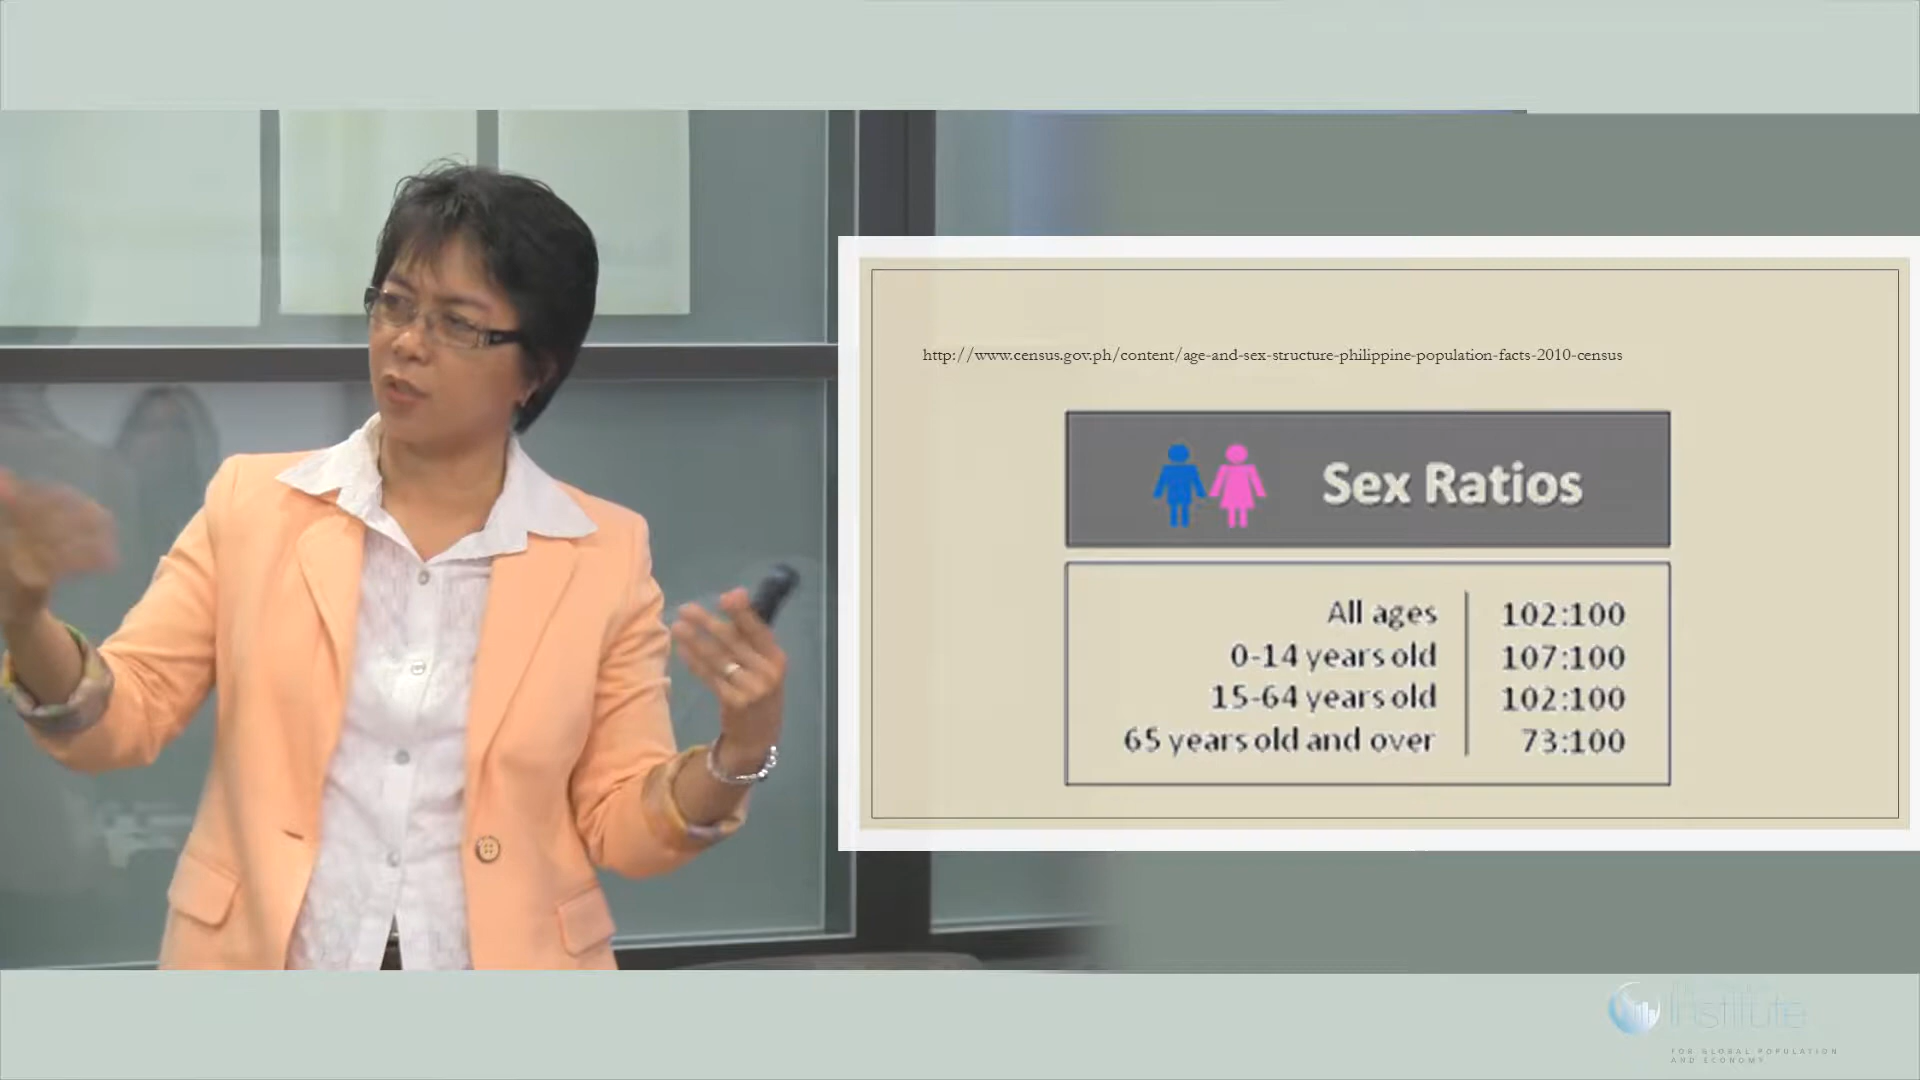 http://www.census.gov.ph/content/age-and-sex-structure-philippine-population-facts-2010-census
Sex Ratios
All ages 102:100
0-14 years old 107:100
15-64 years old 102:100
65 years old and over 73:100
Institute
FOR GLOBAL POPULATION
AND ECONOMY